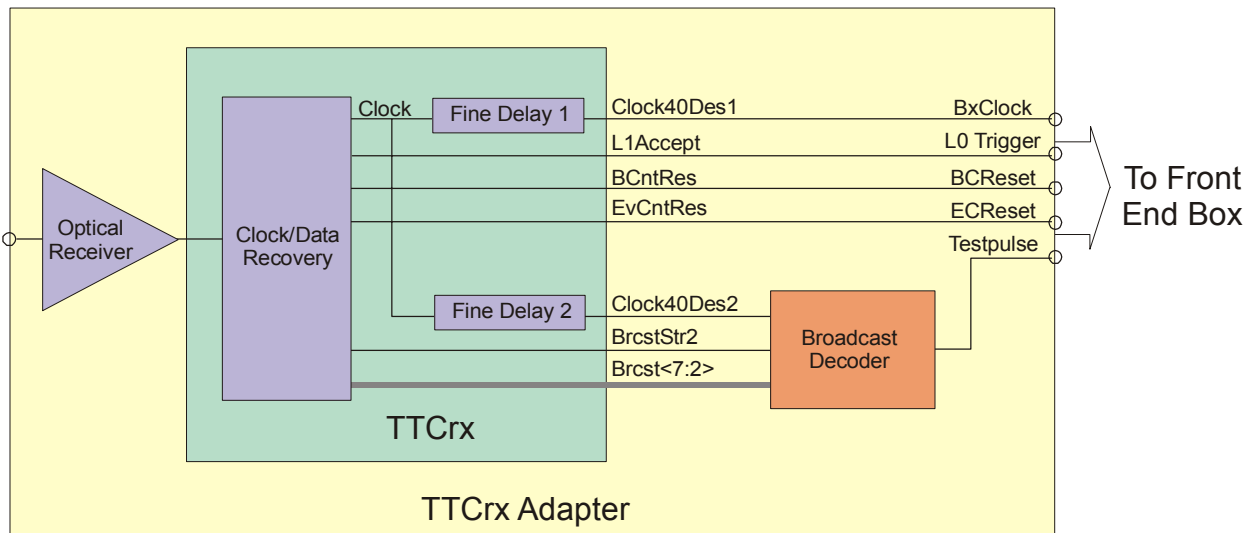 Clock
Fine Delay 1
Clock40Des1
BxClock
L1Accept
L0 Trigger
BCntRes
BCReset
EvCntRes
ECReset
Testpulse
To Front
End Box
Optical
Receiver
Clock/Data
Recovery
Fine Delay 2
Clock40Des2
BrcstStr2
Brcst<7:2>
Broadcast
Decoder
TTCrx
TTCrx Adapter